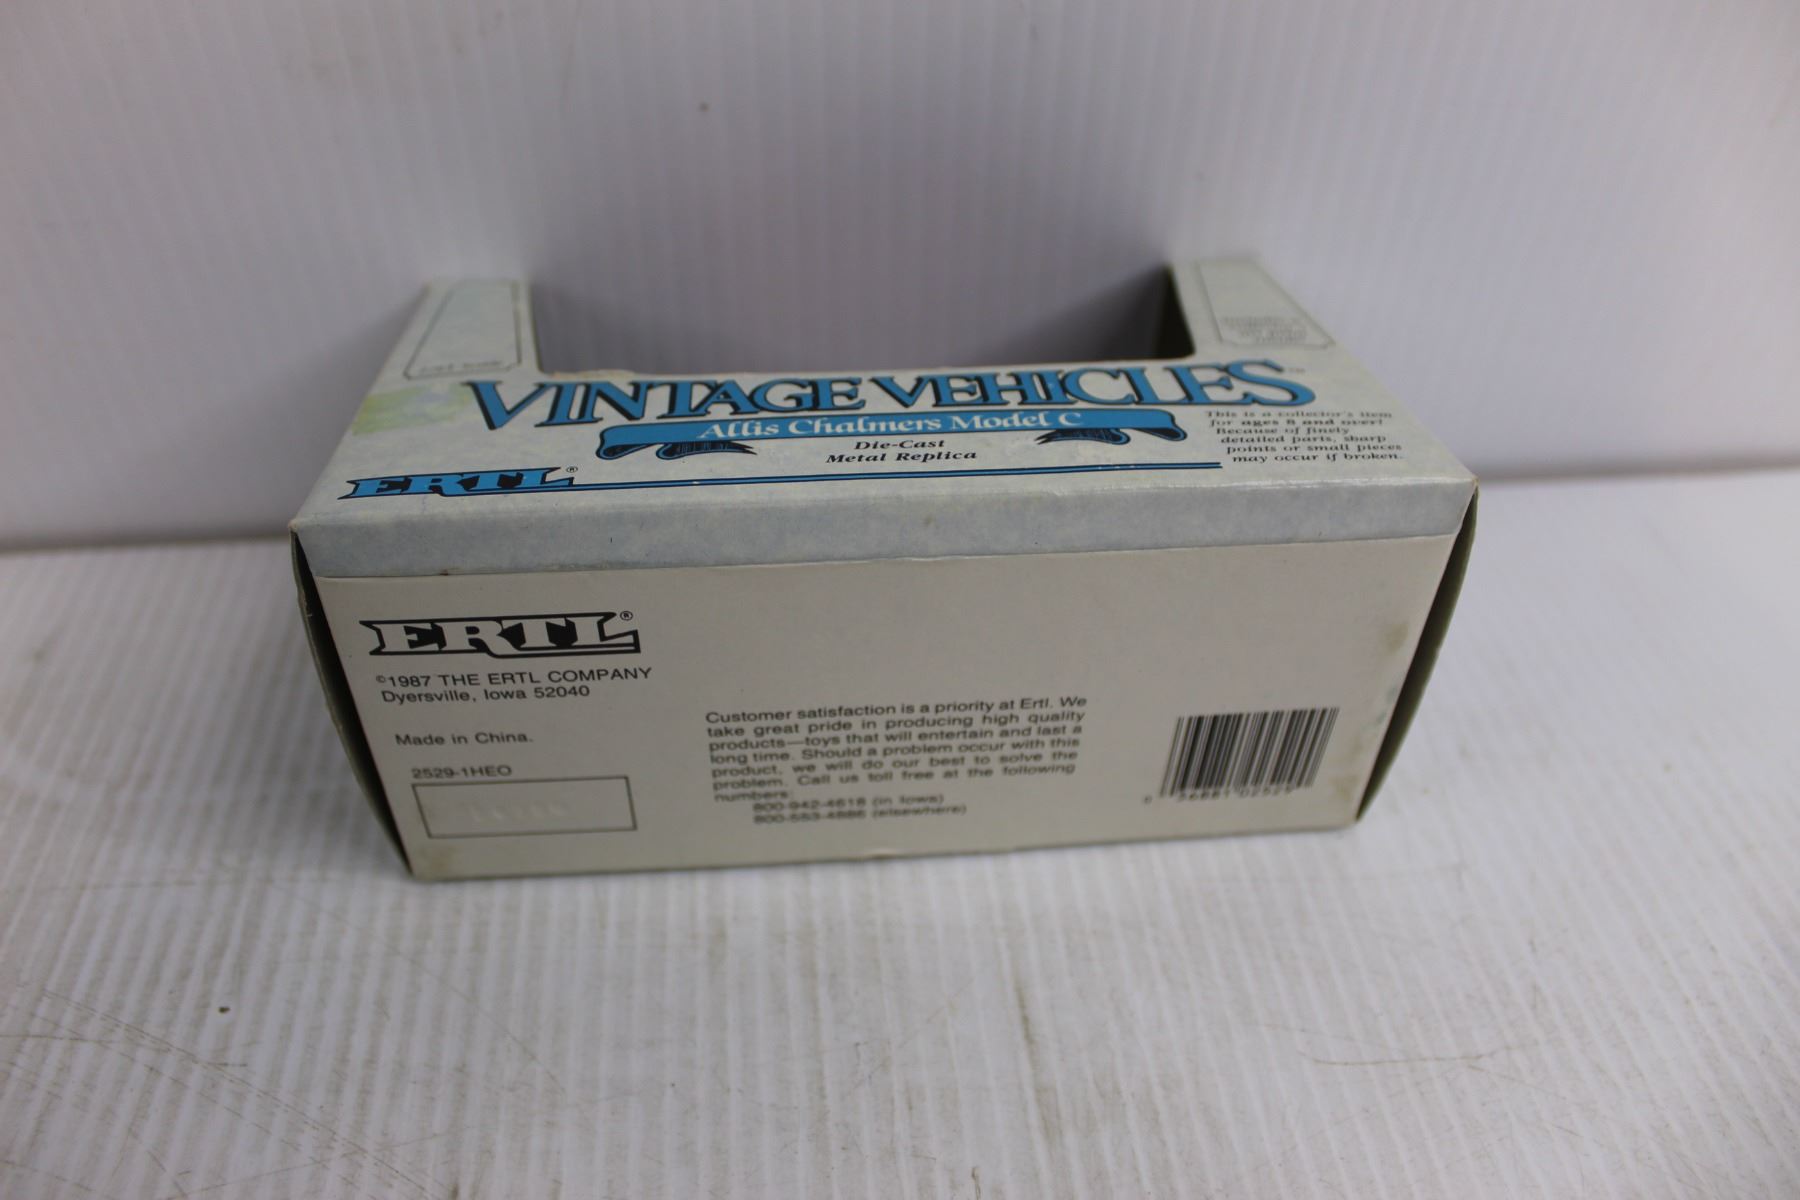 VINTAGE VEHICLES
Allis Chalmers Model C
Die-Cast
Metal Replica
This is a collector's item
for ages 8 and over!
Because of finely
detailed parts, sharp
points or small pieces
may occur if broken.
ERTL®
ERTL®
©1987 THE ERTL COMPANY
Dyersville, Iowa 52040
Made in China.
2529-1HEO
Customer satisfaction is a priority at Ertl. We
take great pride in producing high quality
products—toys that will entertain and last a
long time. Should a problem occur with this
product, we will do our best to solve the
problem. Call us toll free at the following
numbers:
800-942-4618 (in Iowa)
800-553-4886 (elsewhere)
0 36881 02529